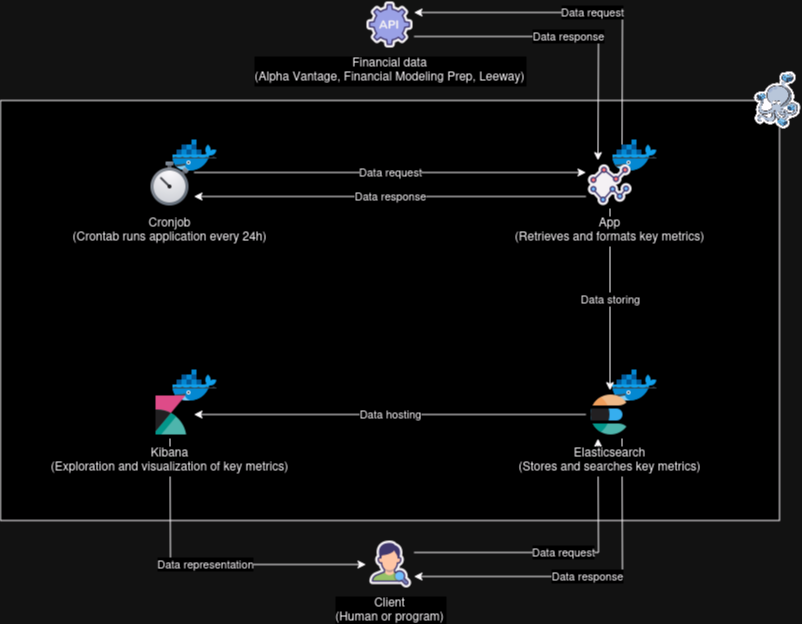 Data request
API
Data response
Financial data
(Alpha Vantage, Financial Modeling Prep, Leeway)
Data request
Data response
Cronjob
(Crontab runs application every 24h)
App
(Retrieves and formats key metrics)
Data storing
Data hosting
Kibana
(Exploration and visualization of key metrics)
Elasticsearch
(Stores and searches key metrics)
Data request
Data representation
Data response
Client
(Human or program)